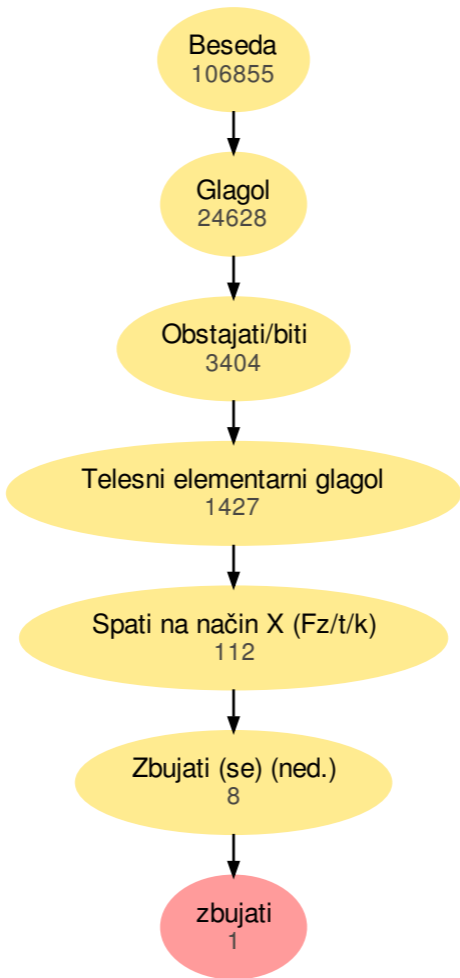 Beseda
106855
Glagol
24628
Obstajati/biti
3404
Telesni elementarni glagol
1427
Spati na način X (Fz/t/k)
112
Zbujati (se) (ned.)
8
zbujati
1